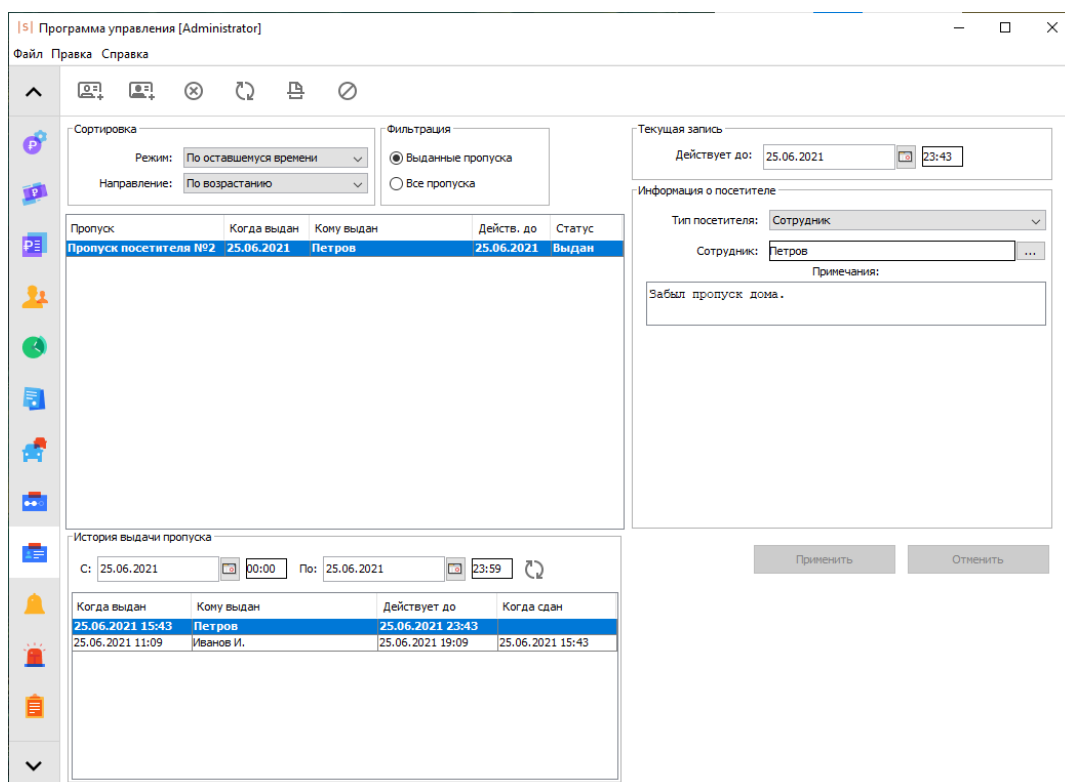 |S| Программа управления [Administrator]
Файл Правка Справка
Сортировка
Режим: По оставшемуся времени
Направление: По возрастанию
Фильтрация
Выданные пропуска
Все пропуска
Пропуск Когда выдан Кому выдан Действ. до Статус
Пропуск посетителя №2 25.06.2021 Петров 25.06.2021 Выдан
Текущая запись
Действует до: 25.06.2021 23:43
Информация о посетителе
Тип посетителя: Сотрудник
Сотрудник: Петров ...
Примечания:
Забыл пропуск дома.
Применить Отменить
История выдачи пропуска
С: 25.06.2021 00:00 По: 25.06.2021 23:59
Когда выдан Кому выдан Действует до Когда сдан
25.06.2021 15:43 Петров 25.06.2021 23:43
25.06.2021 11:09 Иванов И. 25.06.2021 19:09 25.06.2021 15:43